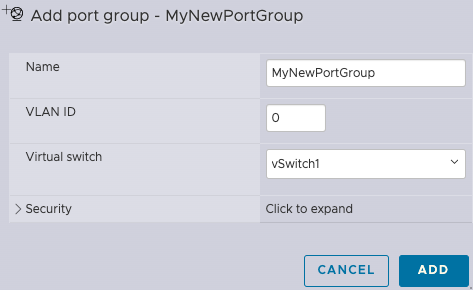 Add port group - MyNewPortGroup
Name
MyNewPortGroup
VLAN ID
0
Virtual switch
vSwitch1
Security
Click to expand
CANCEL
ADD